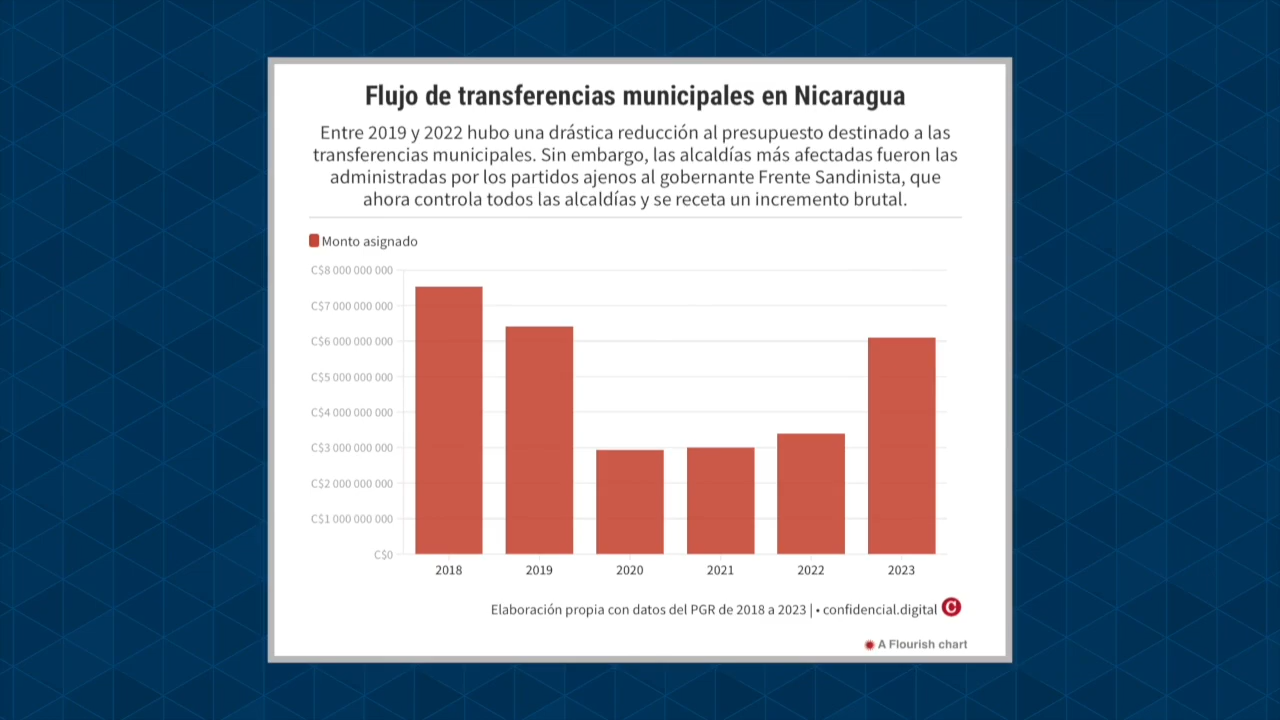 Flujo de transferencias municipales en Nicaragua
Entre 2019 y 2022 hubo una drástica reducción al presupuesto destinado a las
transferencias municipales. Sin embargo, las alcaldías más afectadas fueron las
administradas por los partidos ajenos al gobernante Frente Sandinista, que
ahora controla todos las alcaldías y se receta un incremento brutal.
Monto asignado
C$8 000 000 000
C$7 000 000 000
C$6 000 000 000
C$5 000 000 000
C$4 000 000 000
C$3 000 000 000
C$2 000 000 000
C$1 000 000 000
C$0
2018 2019 2020 2021 2022 2023
Elaboración propia con datos del PGR de 2018 a 2023 | • confidencial.digital C
A Flourish chart